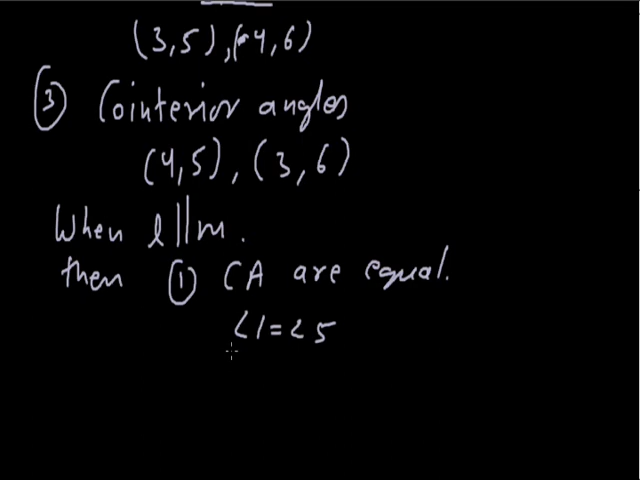 (3,5), (4,6)
③ Cointerior angles
(4,5), (3,6)
When l||m.
then ① CA are equal.
∠1=∠5